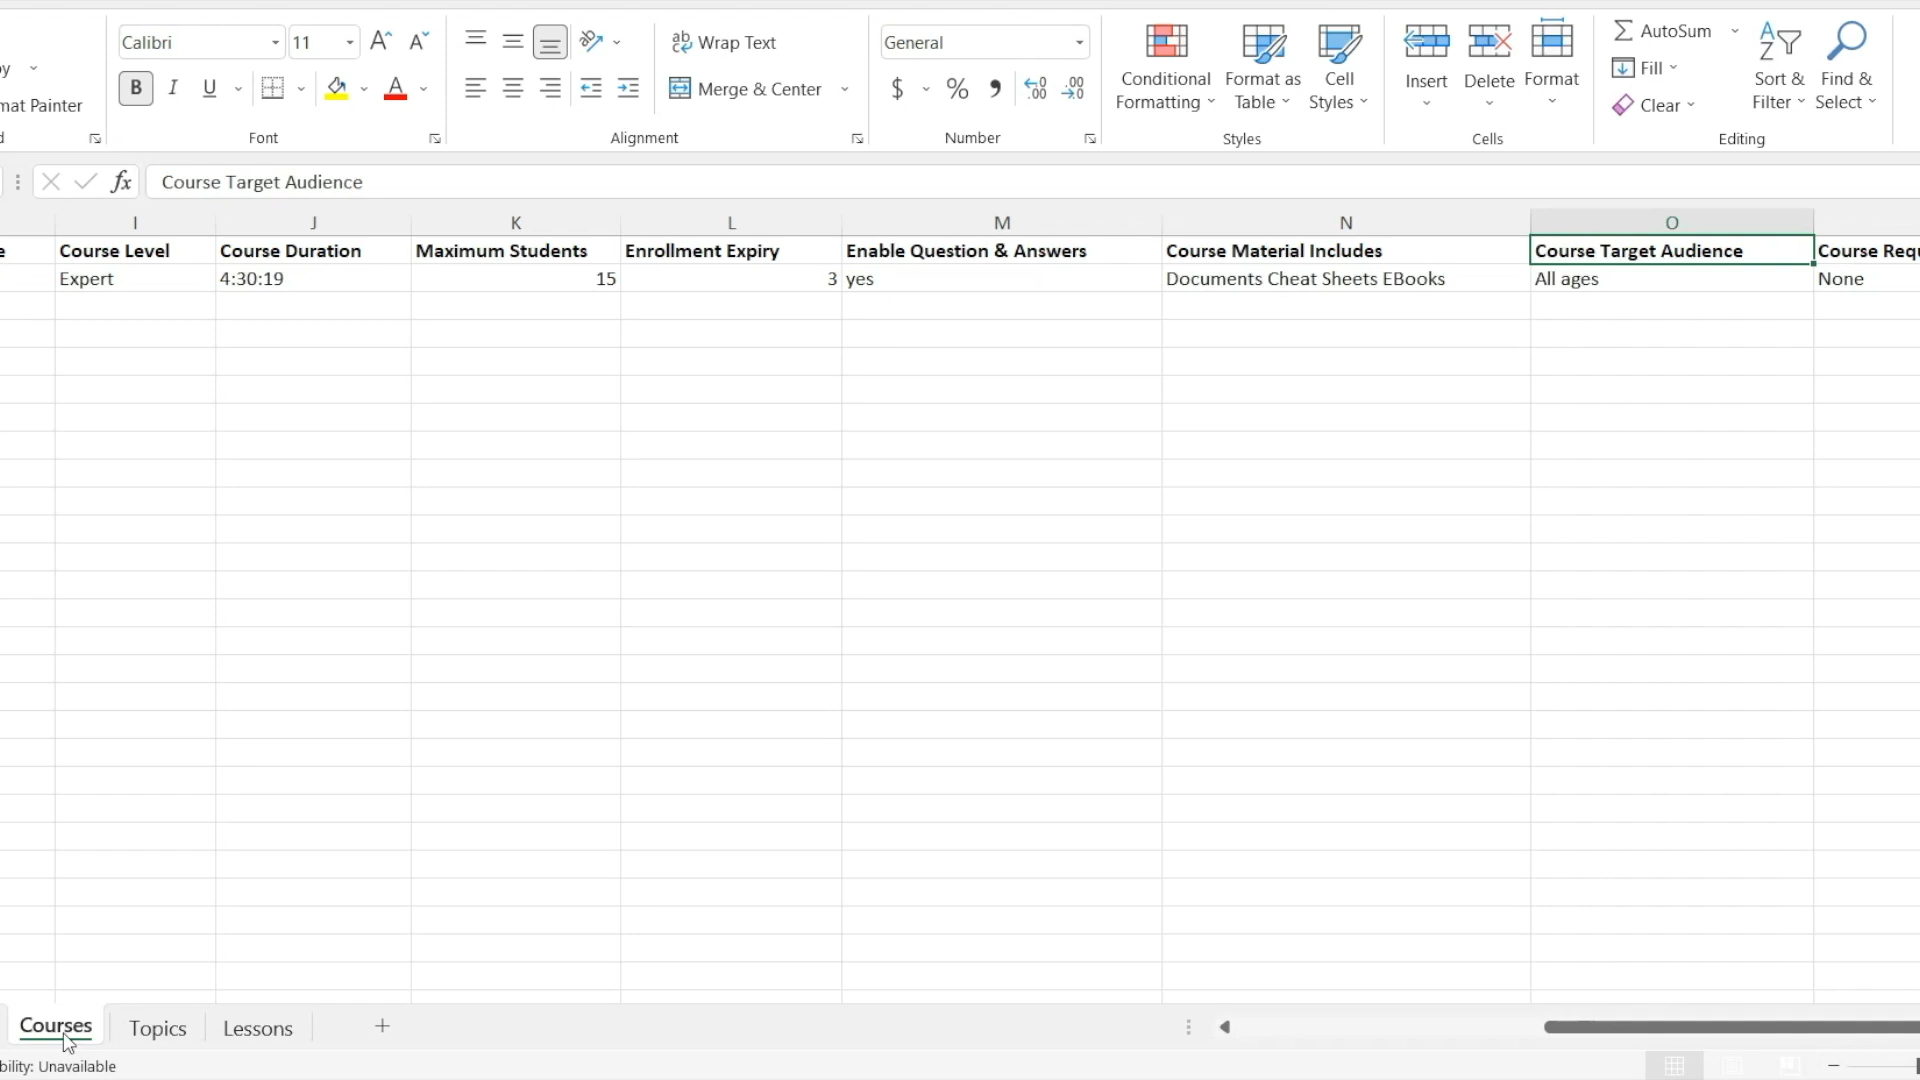 Calibri 11 Wrap Text General AutoSum
y Conditional Formatting Format as Table Cell Styles Insert Delete Format Fill Sort & Filter Find & Select
B I U Merge & Center $ % , .00 .00
mat Painter Clear
Font Alignment Number Styles Cells Editing
fx Course Target Audience
I J K L M N O
e Course Level Course Duration Maximum Students Enrollment Expiry Enable Question & Answers Course Material Includes Course Target Audience Course Requ
Expert 4:30:19 15 3 yes Documents Cheat Sheets EBooks All ages None
Courses Topics Lessons +
bility: Unavailable